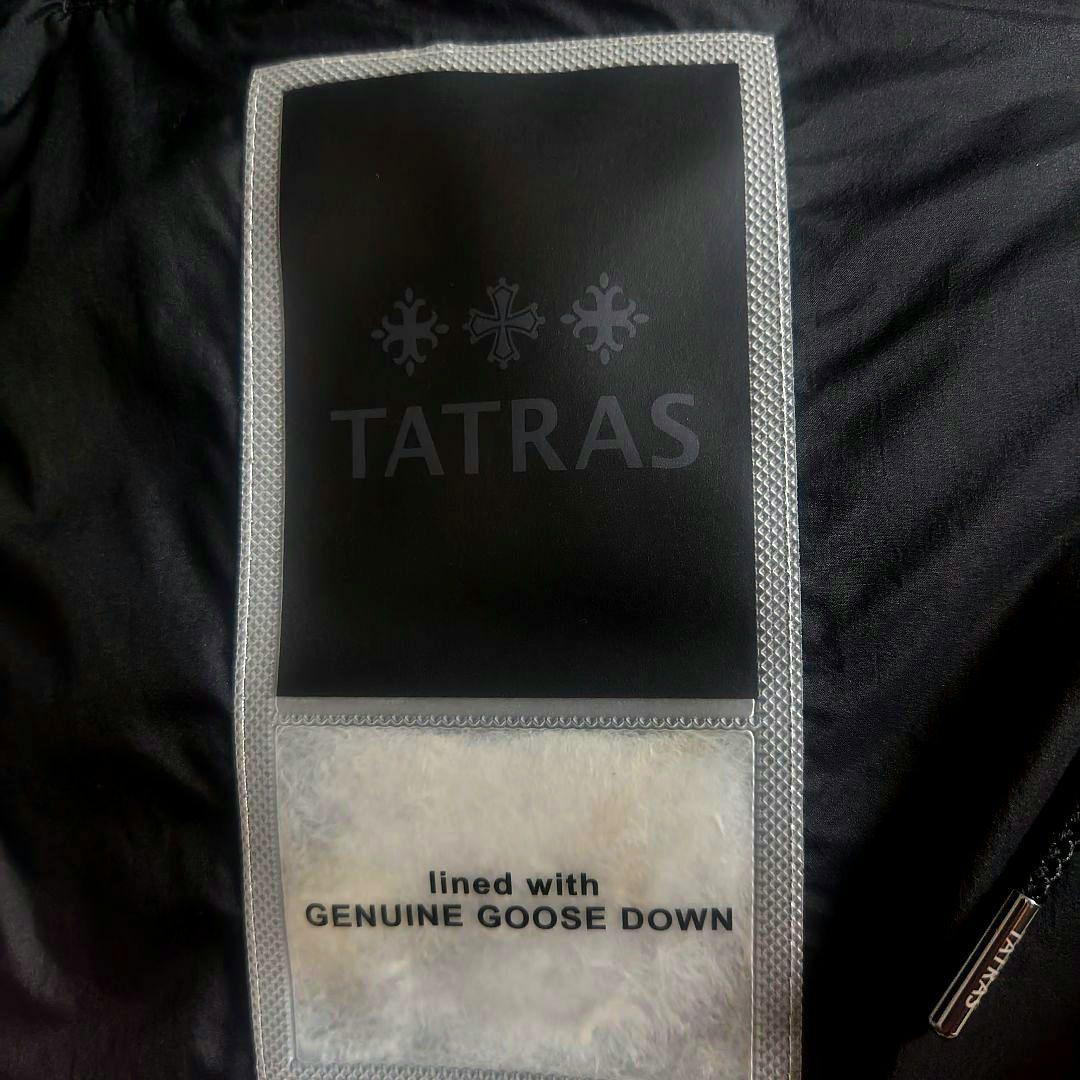 TATRAS
lined with
GENUINE GOOSE DOWN
TATRAS